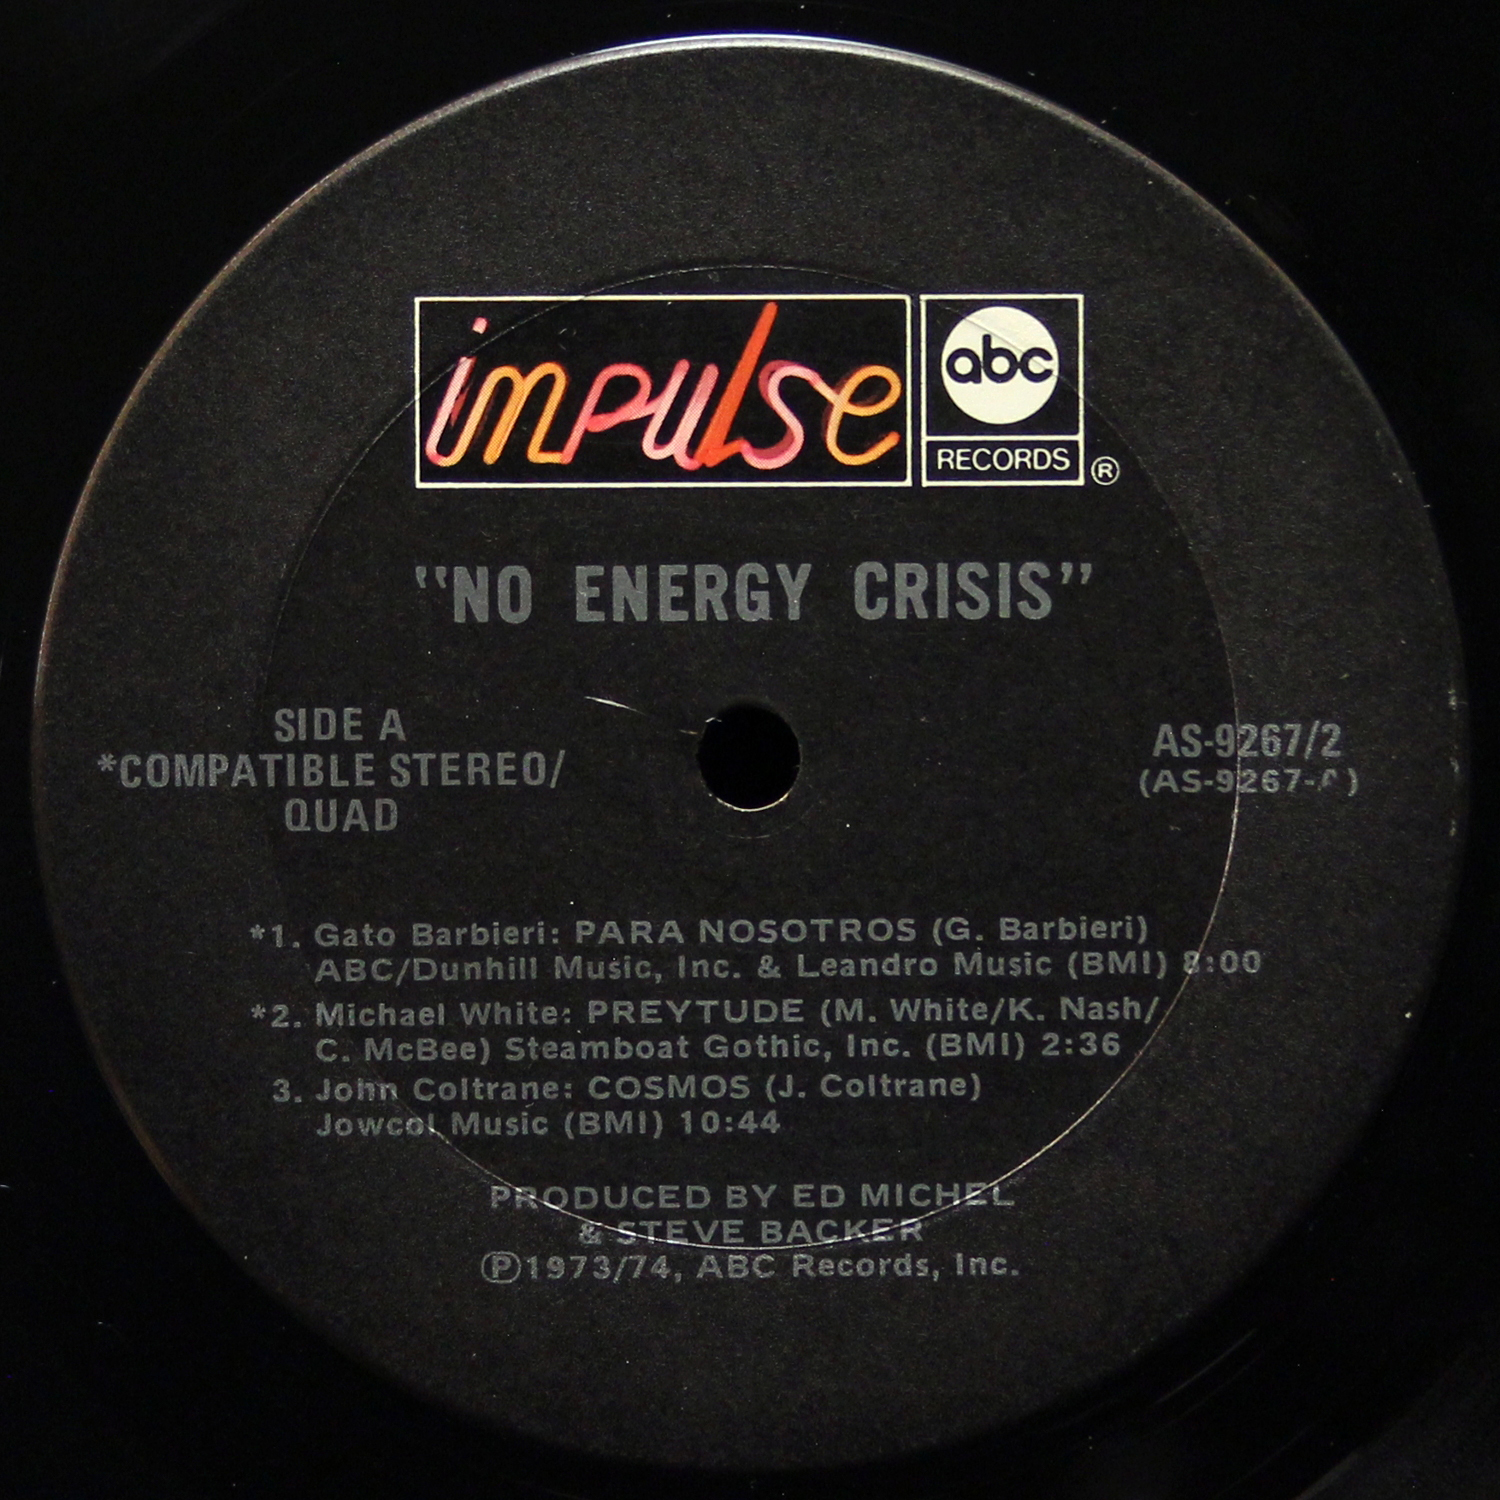 impulse
abc
RECORDS ®
"NO ENERGY CRISIS"
SIDE A
*COMPATIBLE STEREO/
QUAD
AS-9267/2
(AS-9267-A)
*1. Gato Barbieri: PARA NOSOTROS (G. Barbieri)
ABC/Dunhill Music, Inc. & Leandro Music (BMI) 8:00
*2. Michael White: PREYTUDE (M. White/K. Nash/
C. McBee) Steamboat Gothic, Inc. (BMI) 2:36
3. John Coltrane: COSMOS (J. Coltrane)
Jowcol Music (BMI) 10:44
PRODUCED BY ED MICHEL
& STEVE BACKER
Ⓟ1973/74, ABC Records, Inc.